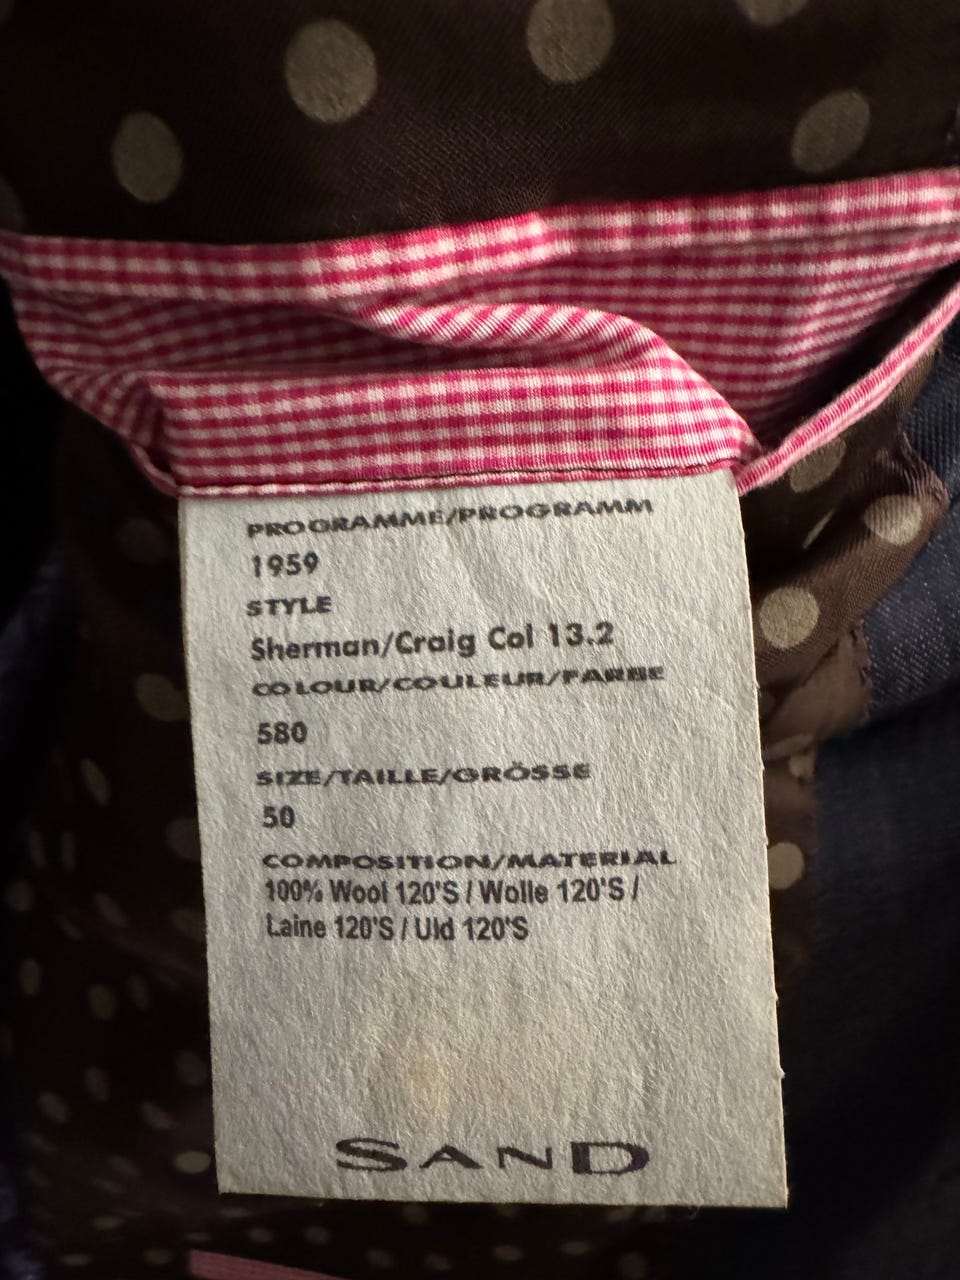 PROGRAMME/PROGRAMM
1959
STYLE
Sherman/Craig Col 13.2
COLOUR/COULEUR/FARBE
580
SIZE/TAILLE/GRÖSSE
50
COMPOSITION/MATERIAL
100% Wool 120'S / Wolle 120'S /
Laine 120'S / Uld 120'S
SAND